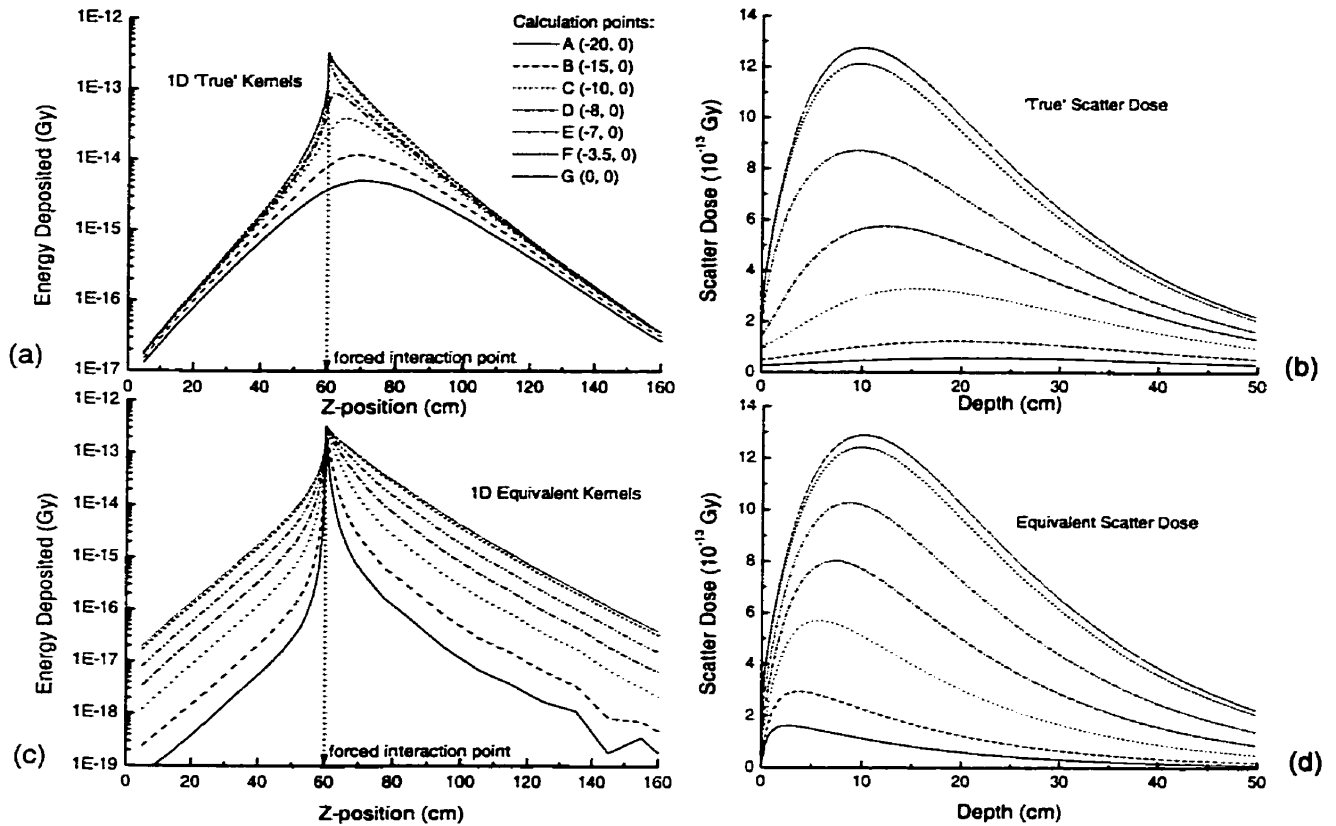 (a)
1E-12
1E-13
1E-14
1E-15
1E-16
1E-17
Energy Deposited (Gy)
1D 'True' Kernels
Calculation points:
A (-20, 0)
B (-15, 0)
C (-10, 0)
D (-8, 0)
E (-7, 0)
F (-3.5, 0)
G (0, 0)
forced interaction point
0 20 40 60 80 100 120 140 160
Z-position (cm)
(b)
14
12
10
8
6
4
2
0
Scatter Dose (10⁻¹³ Gy)
'True' Scatter Dose
0 10 20 30 40 50
Depth (cm)
(c)
1E-12
1E-13
1E-14
1E-15
1E-16
1E-17
1E-18
1E-19
Energy Deposited (Gy)
1D Equivalent Kernels
forced interaction point
0 20 40 60 80 100 120 140 160
Z-position (cm)
(d)
14
12
10
8
6
4
2
0
Scatter Dose (10⁻¹³ Gy)
Equivalent Scatter Dose
0 10 20 30 40 50
Depth (cm)